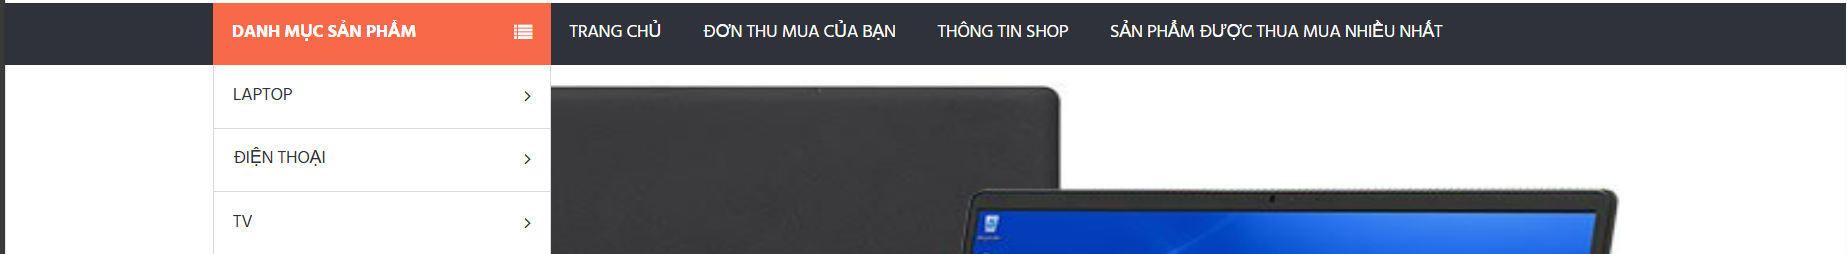 DANH MỤC SẢN PHẨM
TRANG CHỦ
ĐƠN THU MUA CỦA BẠN
THÔNG TIN SHOP
SẢN PHẨM ĐƯỢC THUA MUA NHIỀU NHẤT
LAPTOP
ĐIỆN THOẠI
TV